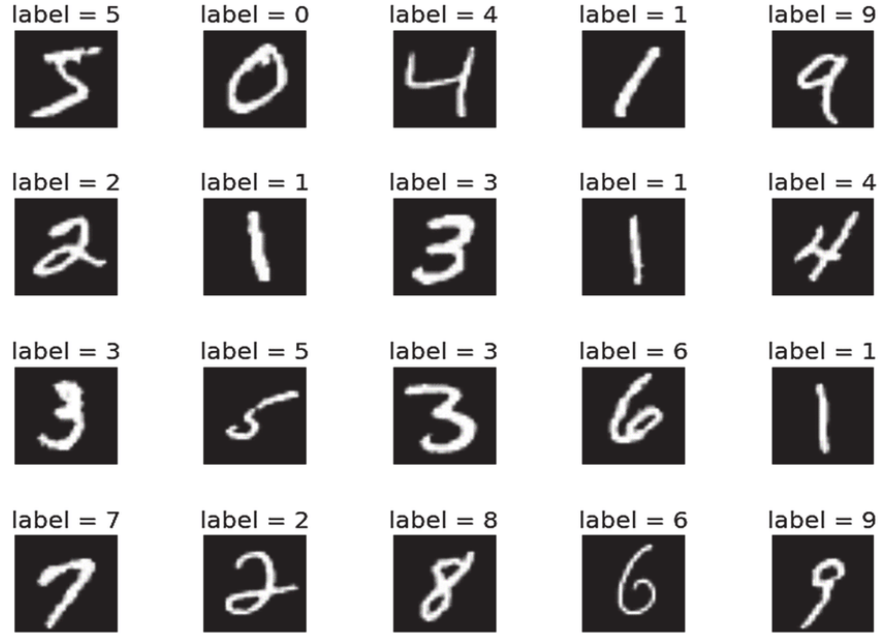 label = 5 label = 0 label = 4 label = 1 label = 9
5 0 4 1 9
label = 2 label = 1 label = 3 label = 1 label = 4
2 1 3 1 4
label = 3 label = 5 label = 3 label = 6 label = 1
3 5 3 6 1
label = 7 label = 2 label = 8 label = 6 label = 9
7 2 8 6 9